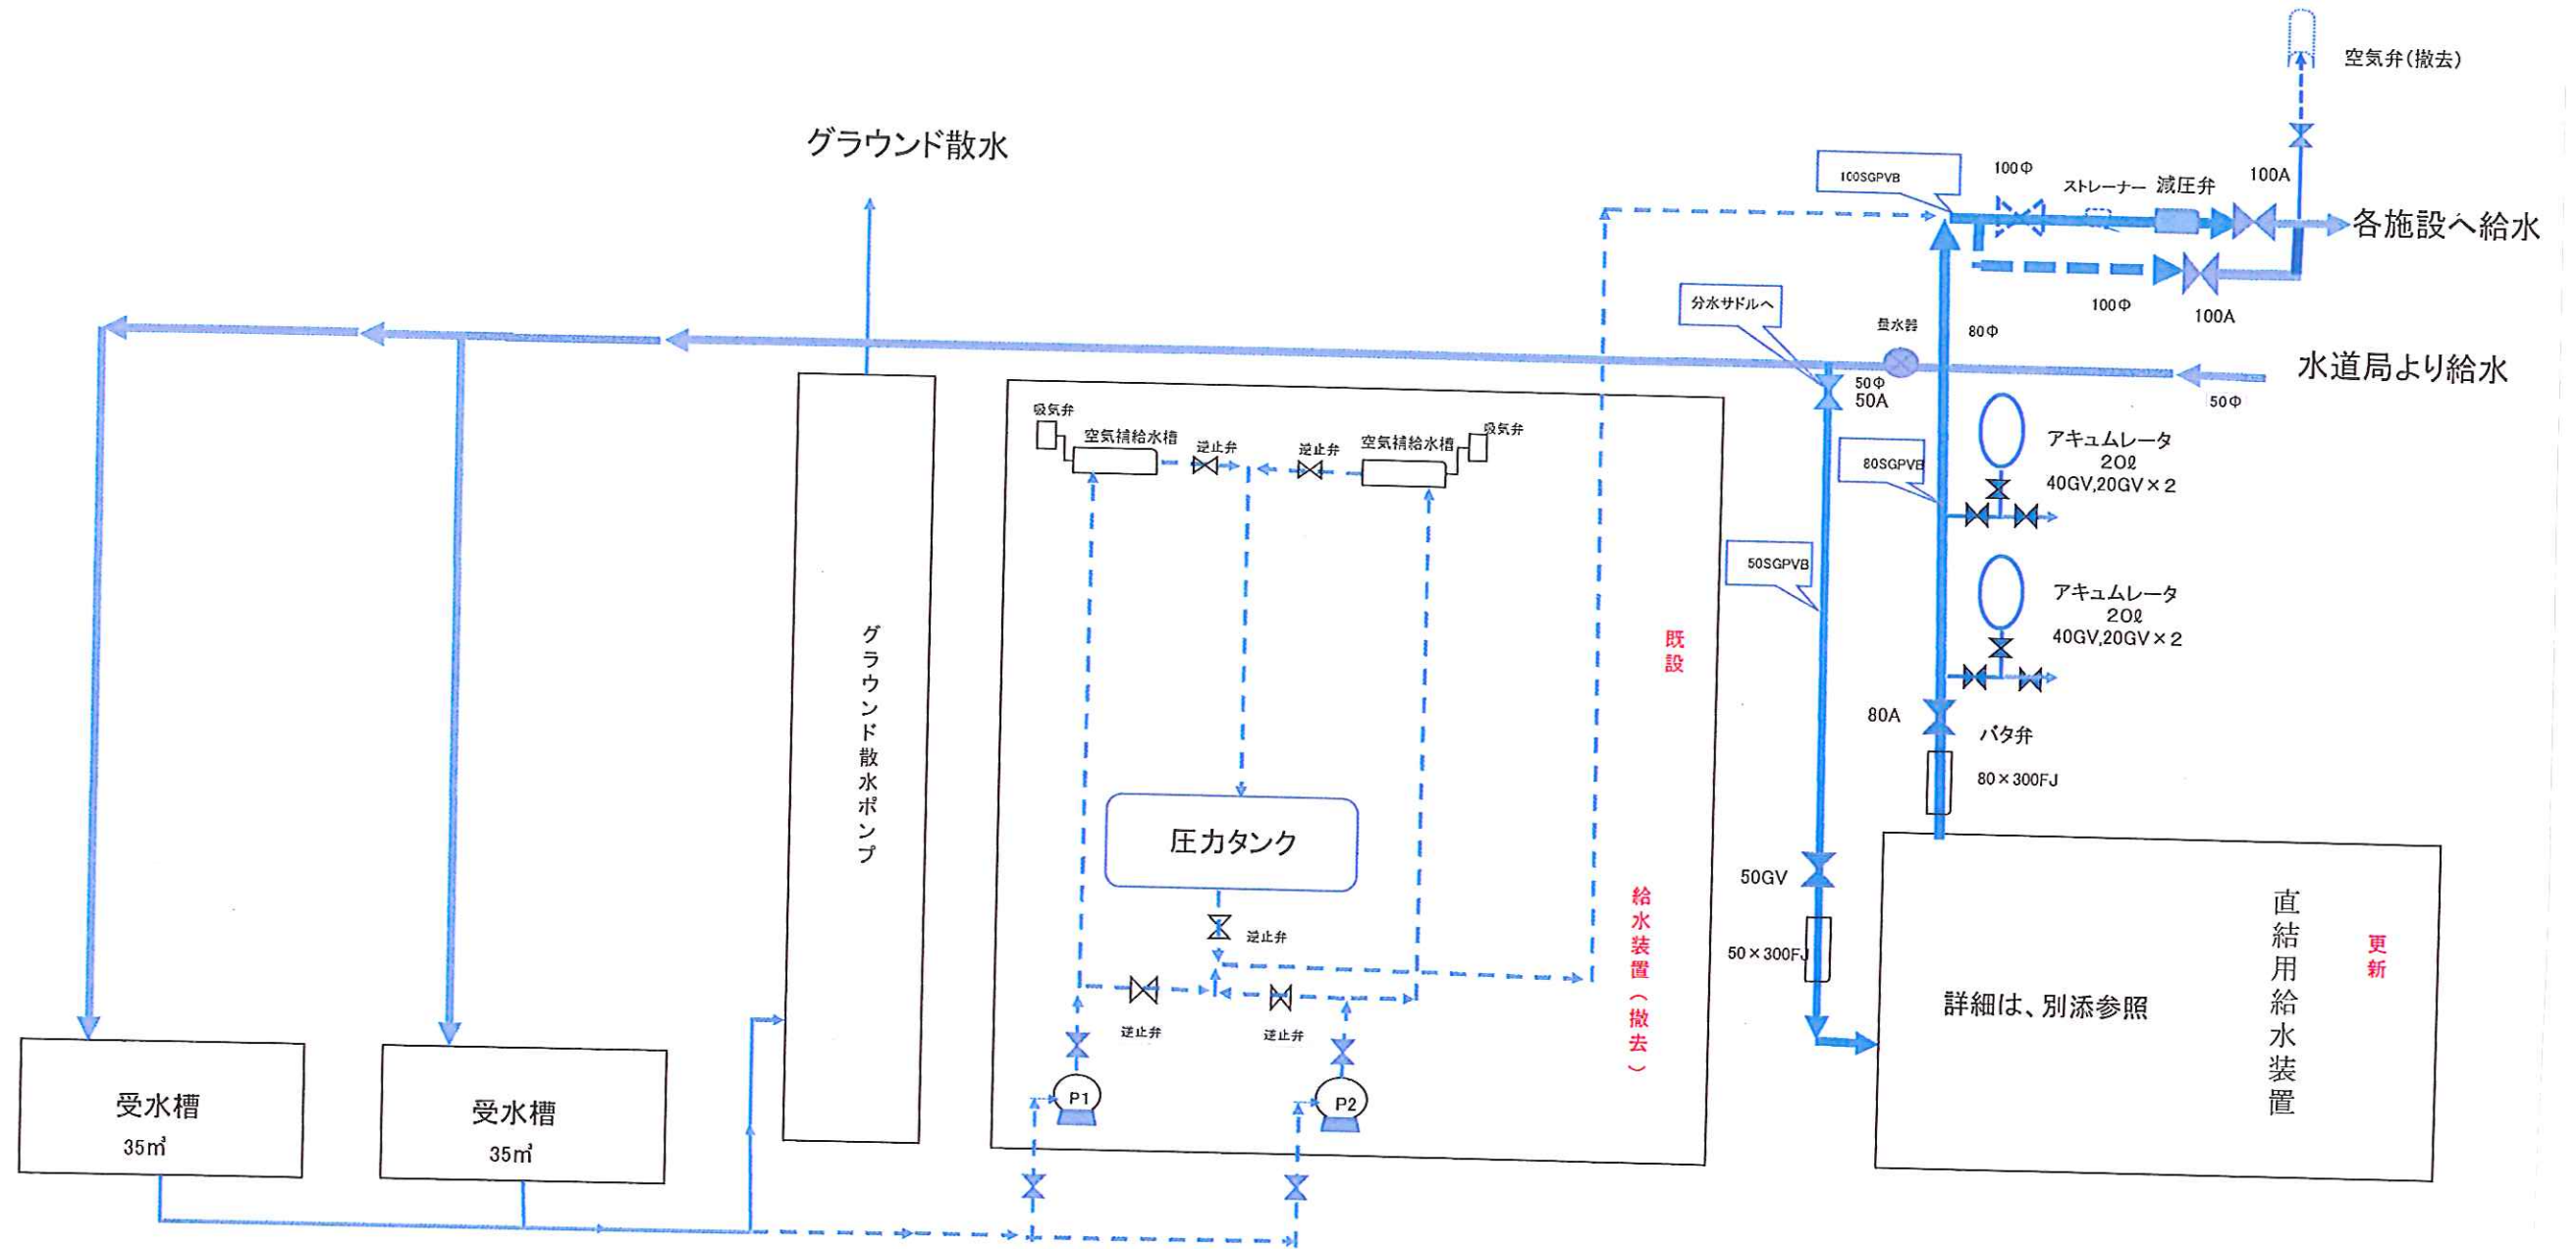 空気弁(撤去)
グラウンド散水
100SGPVB
100Φ
ストレーナー
減圧弁
100A
各施設へ給水
100Φ
100A
分水サドルへ
量水器
80Φ
水道局より給水
50Φ
50Φ
50A
吸気弁
空気補給水槽
逆止弁
逆止弁
空気補給水槽
吸気弁
80SGPVB
アキュムレータ
20ℓ
40GV,20GV×2
50SGPVB
アキュムレータ
20ℓ
40GV,20GV×2
グラウンド散水ポンプ
既設
80A
バタ弁
80×300FJ
圧力タンク
50GV
給水装置(撤去)
逆止弁
50×300FJ
直結用給水装置
更新
詳細は、別添参照
逆止弁
逆止弁
P1
P2
受水槽
35㎥
受水槽
35㎥